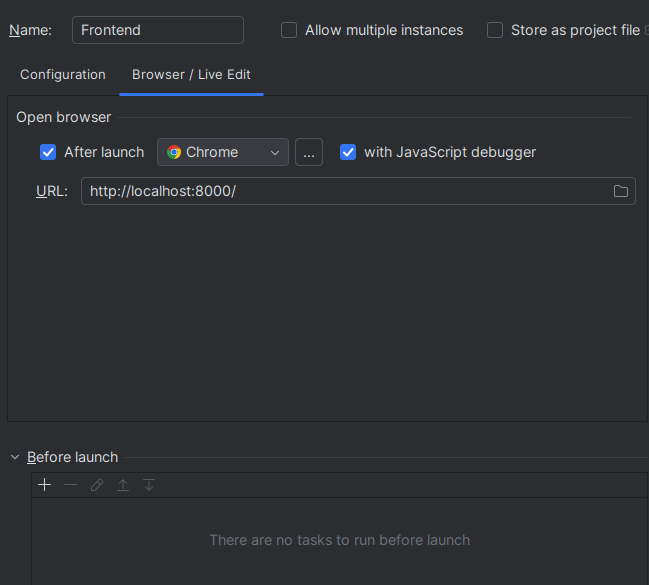 Name: Frontend Allow multiple instances Store as project file
Configuration Browser / Live Edit
Open browser
After launch Chrome ... with JavaScript debugger
URL: http://localhost:8000/
Before launch
There are no tasks to run before launch